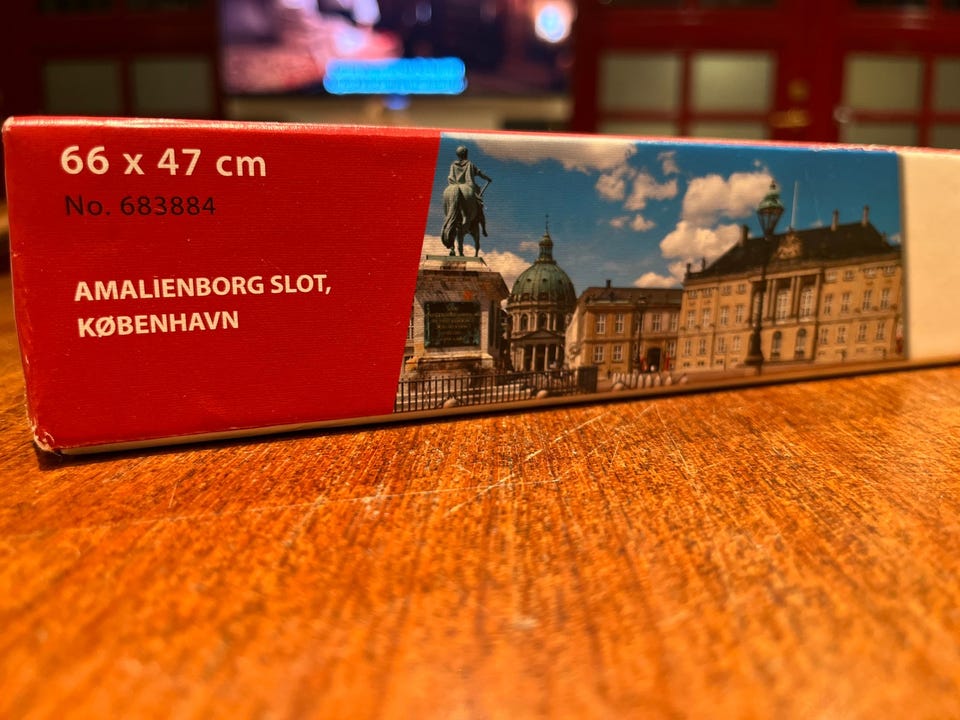 66 x 47 cm
No. 683884
AMALIENBORG SLOT,
KØBENHAVN